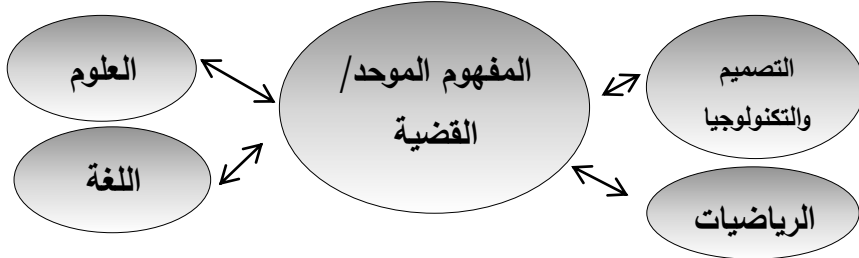 المفهوم الموحد/
القضية
التصميم
والتكنولوجيا
العلوم
اللغة
الرياضيات